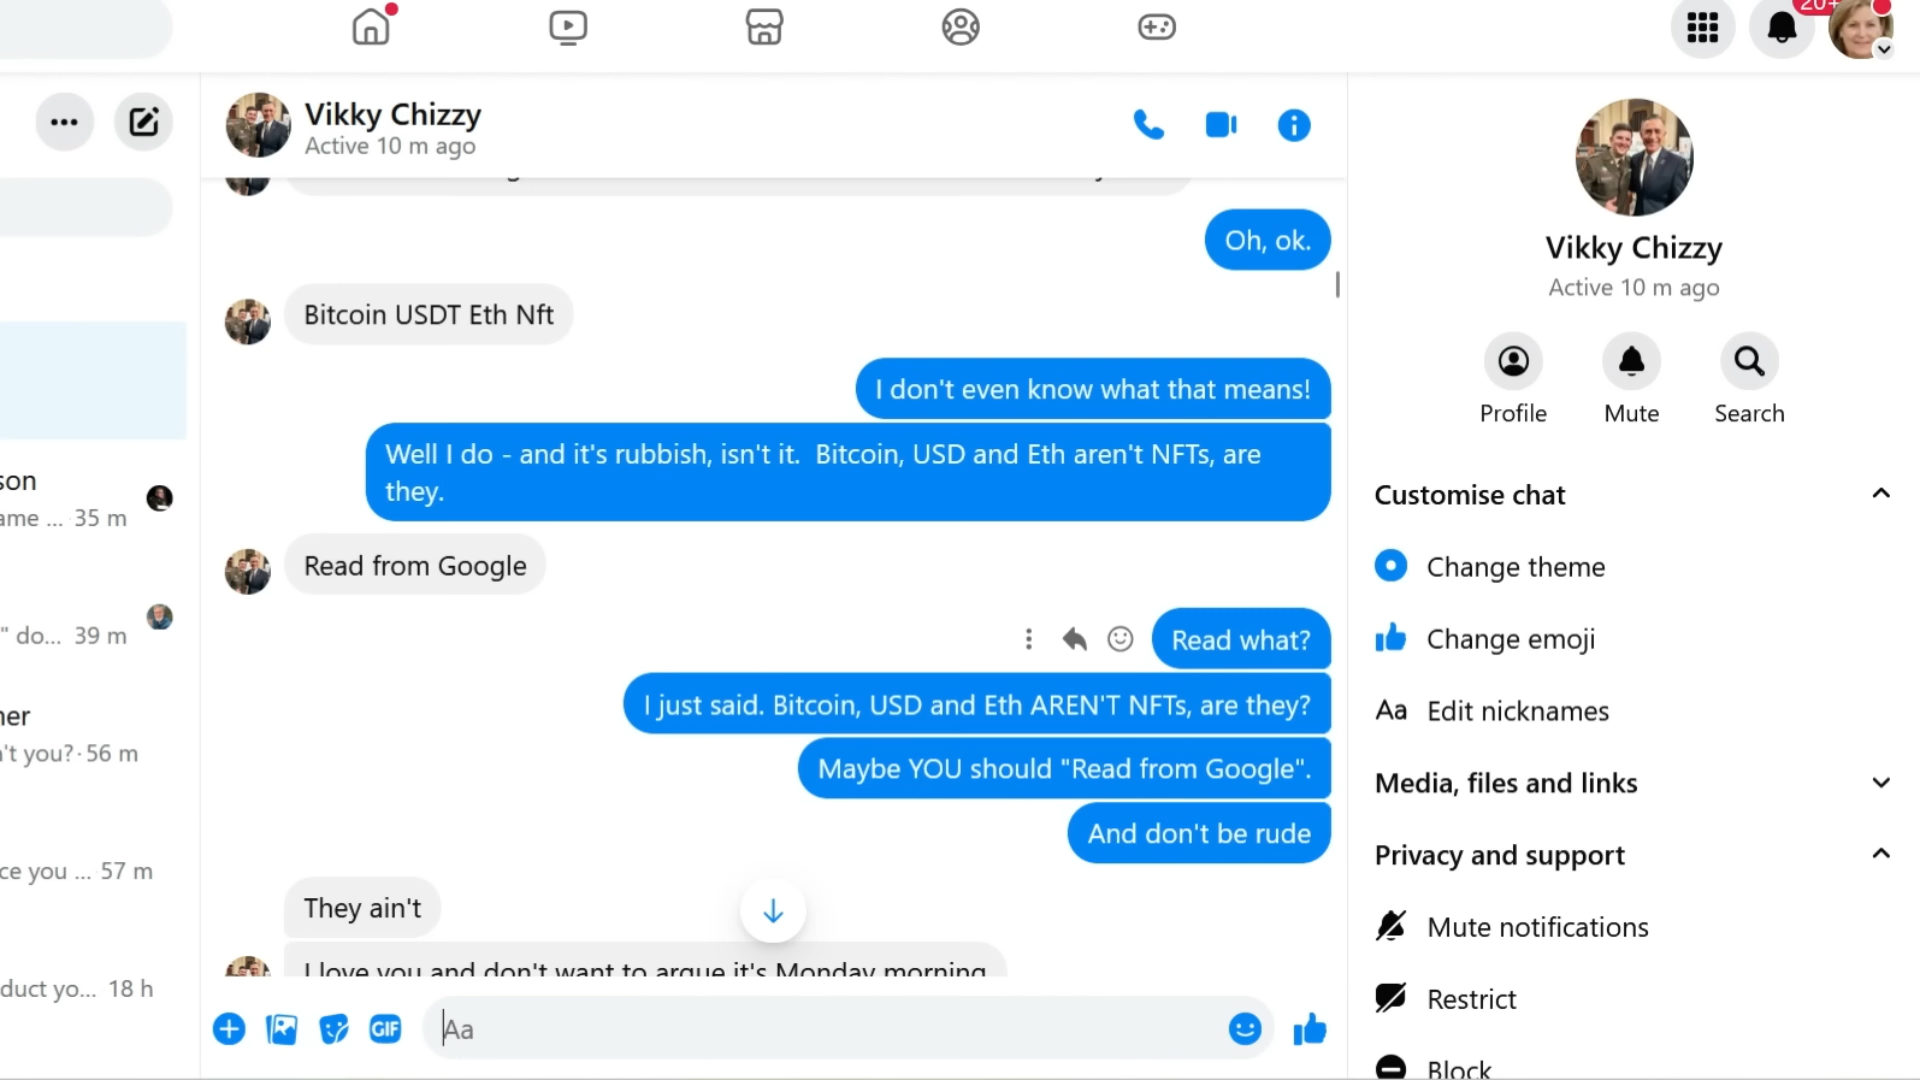 20+
Vikky Chizzy
Active 10 m ago
Oh, ok.
Bitcoin USDT Eth Nft
I don't even know what that means!
Well I do - and it's rubbish, isn't it.  Bitcoin, USD and Eth aren't NFTs, are
they.
Read from Google
Read what?
I just said. Bitcoin, USD and Eth AREN'T NFTs, are they?
Maybe YOU should "Read from Google".
And don't be rude
They ain't
I love you and don't want to argue it's Monday morning
GIF
Aa
son
ame ... 35 m
" do... 39 m
ner
't you? · 56 m
ce you ... 57 m
duct yo... 18 h
Vikky Chizzy
Active 10 m ago
Profile
Mute
Search
Customise chat
Change theme
Change emoji
Aa Edit nicknames
Media, files and links
Privacy and support
Mute notifications
Restrict
Block